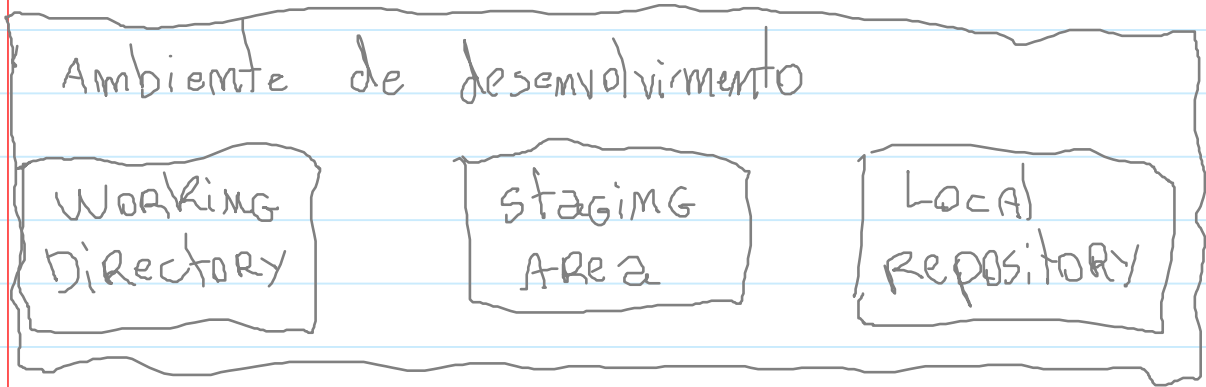 Ambiente de desenvolvimento
Working
Directory
Staging
Area
Local
Repository